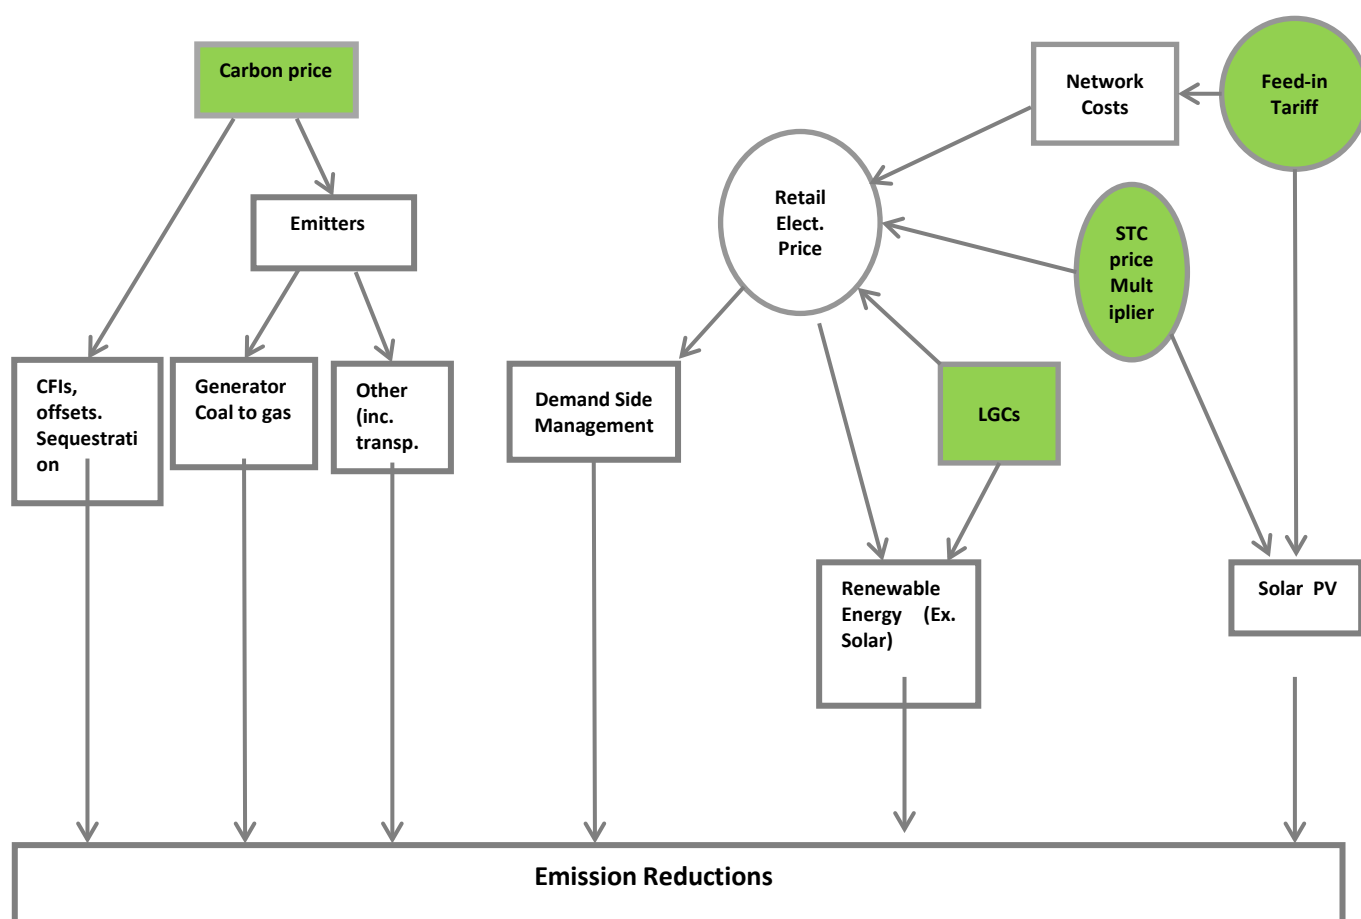 Carbon price
Network
Costs
Feed-in
Tariff
Emitters
Retail
Elect.
Price
STC
price
Mult
iplier
CFIs,
offsets.
Sequestrati
on
Generator
Coal to gas
Other
(inc.
transp.
Demand Side
Management
LGCs
Renewable
Energy (Ex.
Solar)
Solar PV
Emission Reductions